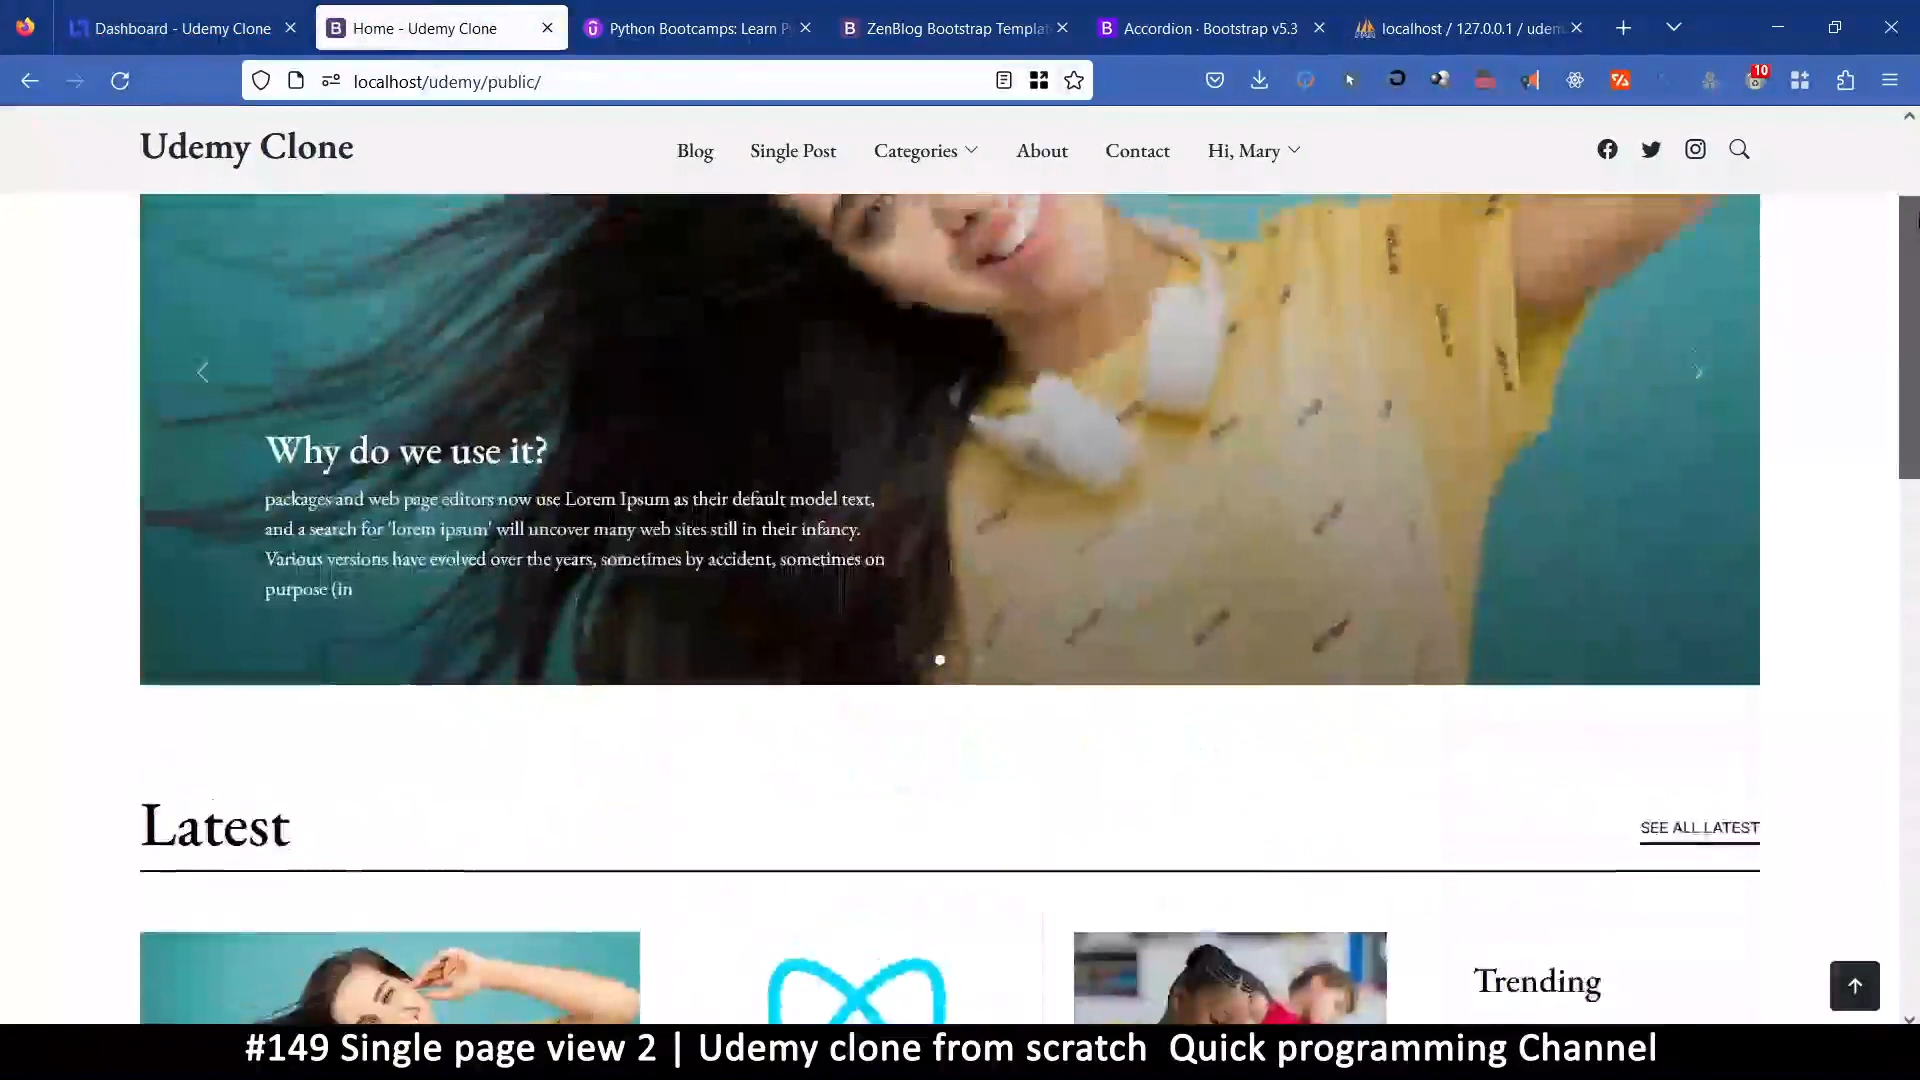 Dashboard - Udemy Clone
Home - Udemy Clone
Python Bootcamps: Learn P
ZenBlog Bootstrap Templat
Accordion · Bootstrap v5.3
localhost / 127.0.0.1 / udem
localhost/udemy/public/
10
Udemy Clone
Blog
Single Post
Categories
About
Contact
Hi, Mary
Why do we use it?
packages and web page editors now use Lorem Ipsum as their default model text,
and a search for 'lorem ipsum' will uncover many web sites still in their infancy.
Various versions have evolved over the years, sometimes by accident, sometimes on
purpose (in
Latest
SEE ALL LATEST
Trending
#149 Single page view 2 | Udemy clone from scratch Quick programming Channel